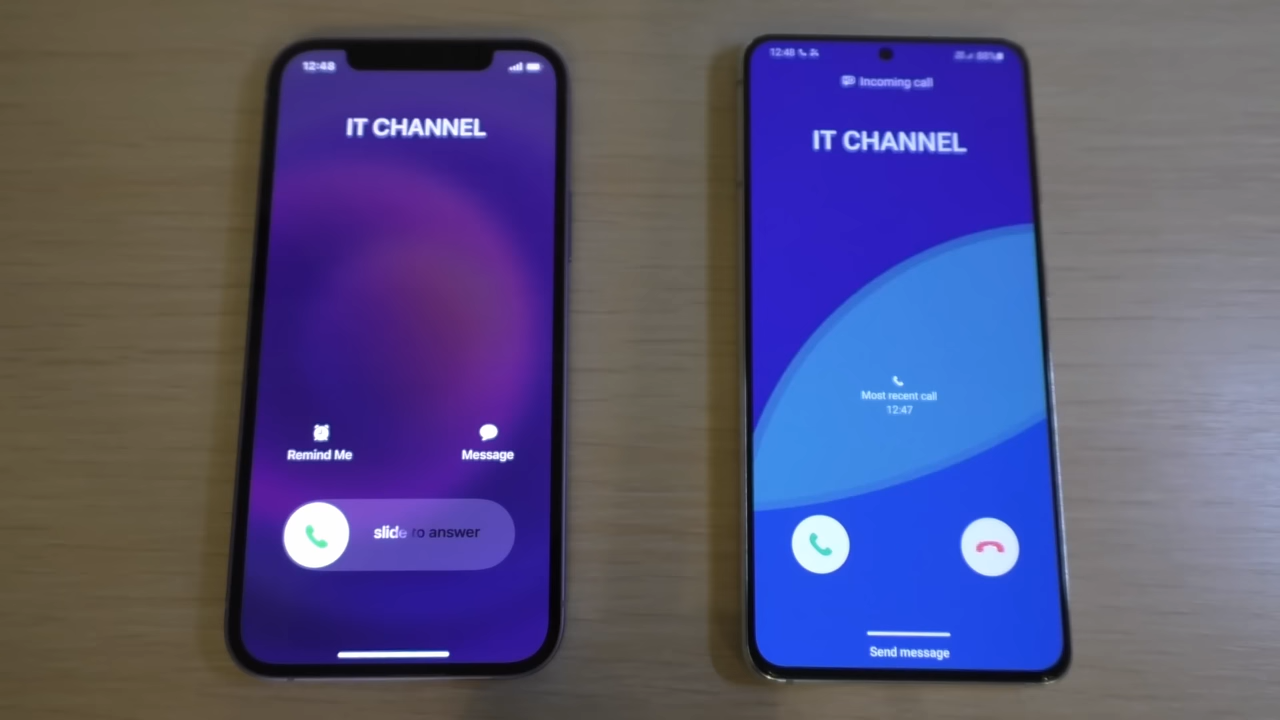 12:48
IT CHANNEL
Remind Me
Message
slide to answer
12:48
Incoming call
IT CHANNEL
Most recent call
12:47
Send message